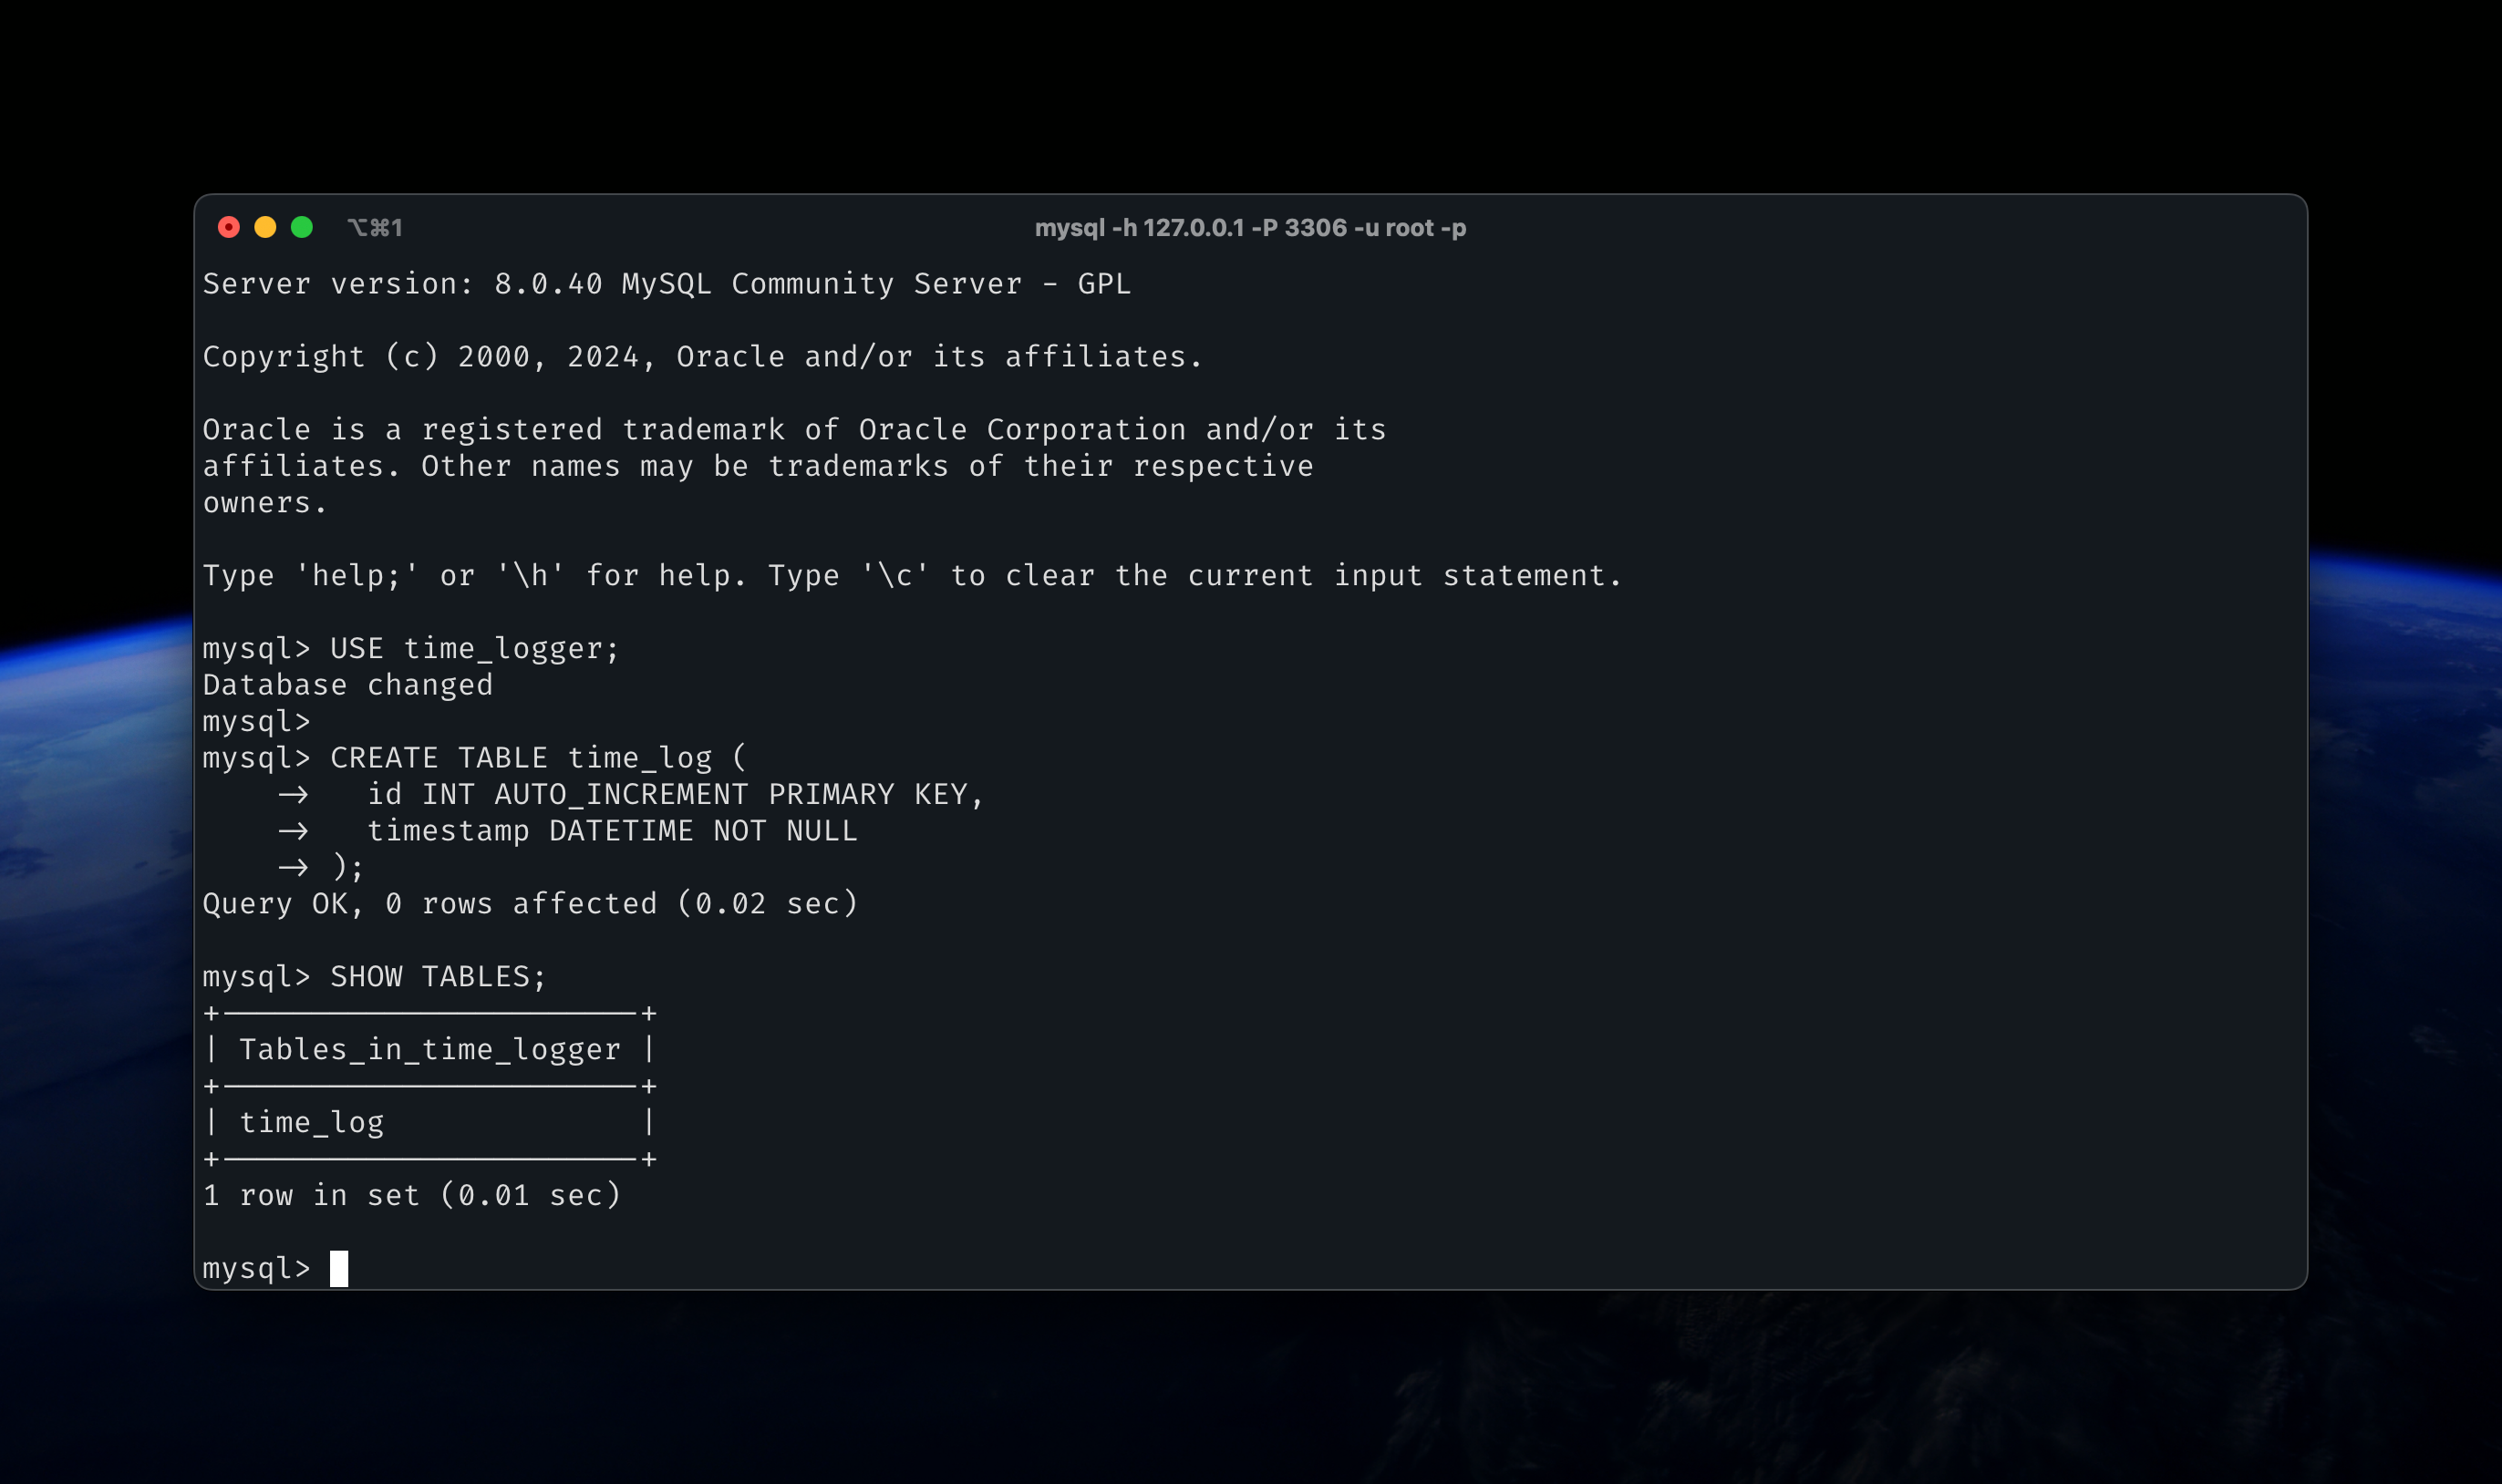 ⌥⌘1
mysql -h 127.0.0.1 -P 3306 -u root -p
Server version: 8.0.40 MySQL Community Server - GPL
Copyright (c) 2000, 2024, Oracle and/or its affiliates.
Oracle is a registered trademark of Oracle Corporation and/or its
affiliates. Other names may be trademarks of their respective
owners.
Type 'help;' or '\h' for help. Type '\c' to clear the current input statement.
mysql> USE time_logger;
Database changed
mysql>
mysql> CREATE TABLE time_log (
    ->   id INT AUTO_INCREMENT PRIMARY KEY,
    ->   timestamp DATETIME NOT NULL
    -> );
Query OK, 0 rows affected (0.02 sec)
mysql> SHOW TABLES;
+-----------------------+
| Tables_in_time_logger |
+-----------------------+
| time_log              |
+-----------------------+
1 row in set (0.01 sec)
mysql>